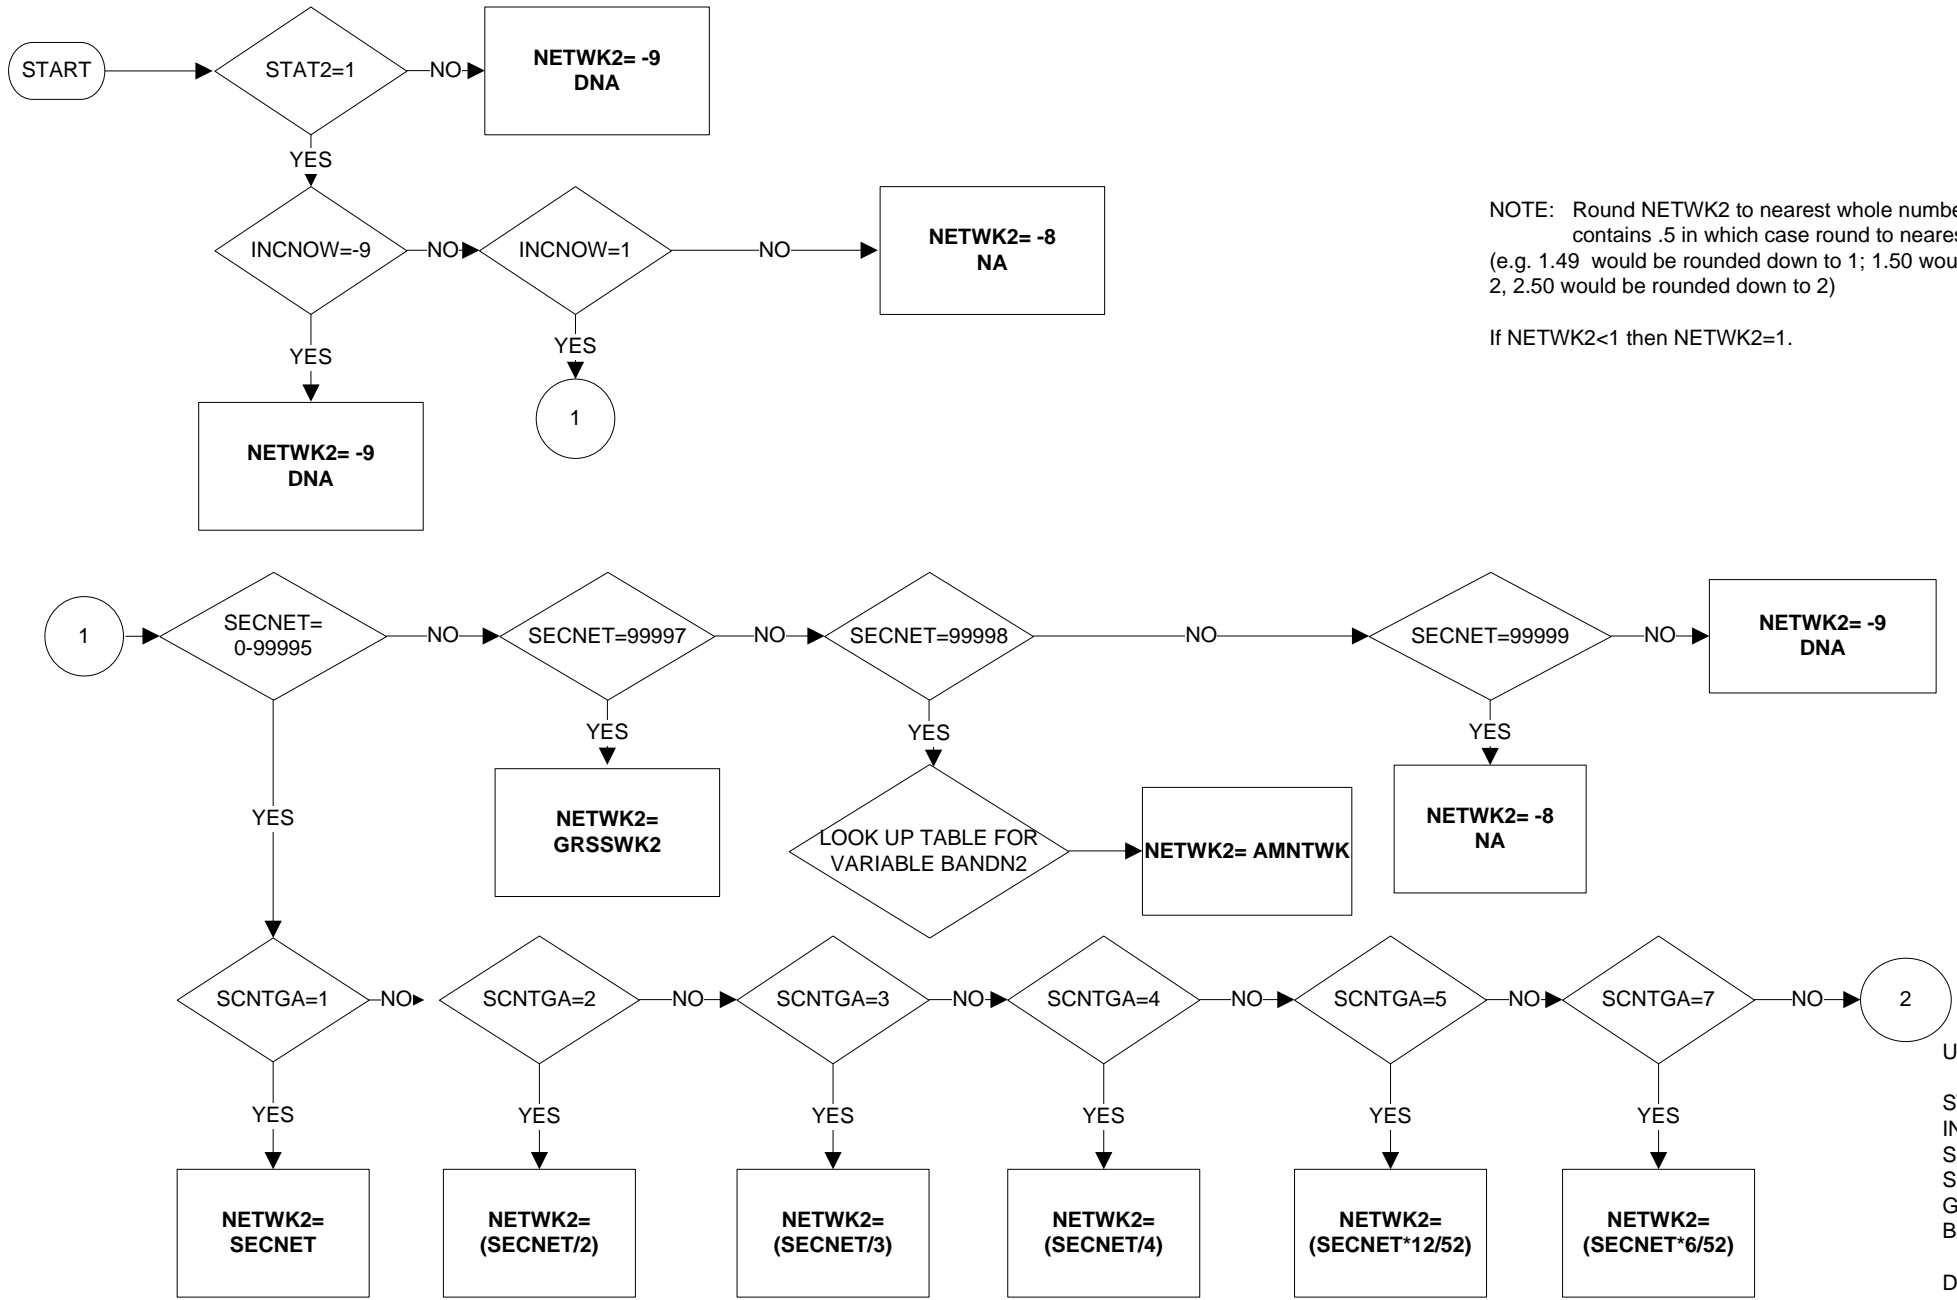 START
STAT2=1
NO
NETWK2= -9
DNA
YES
INCNOW=-9
NO
INCNOW=1
NO
NETWK2= -8
NA
YES
YES
NETWK2= -9
DNA
1
NOTE: Round NETWK2 to nearest whole
contains .5 in which case round to
(e.g. 1.49 would be rounded down to 1; 1.50
2, 2.50 would be rounded down to 2)
If NETWK2<1 then NETWK2=1.
1
SECNET=
0-99995
NO
SECNET=99997
NO
SECNET=99998
NO
SECNET=99999
NO
NETWK2= -9
DNA
YES
YES
YES
YES
NETWK2=
GRSSWK2
LOOK UP TABLE FOR
VARIABLE BANDN2
NETWK2= AMNTWK
NETWK2= -8
NA
SCNTGA=1
NO
SCNTGA=2
NO
SCNTGA=3
NO
SCNTGA=4
NO
SCNTGA=5
NO
SCNTGA=7
NO
2
YES
YES
YES
YES
YES
YES
NETWK2=
SECNET
NETWK2=
(SECNET/2)
NETWK2=
(SECNET/3)
NETWK2=
(SECNET/4)
NETWK2=
(SECNET*12/52)
NETWK2=
(SECNET*6/52)